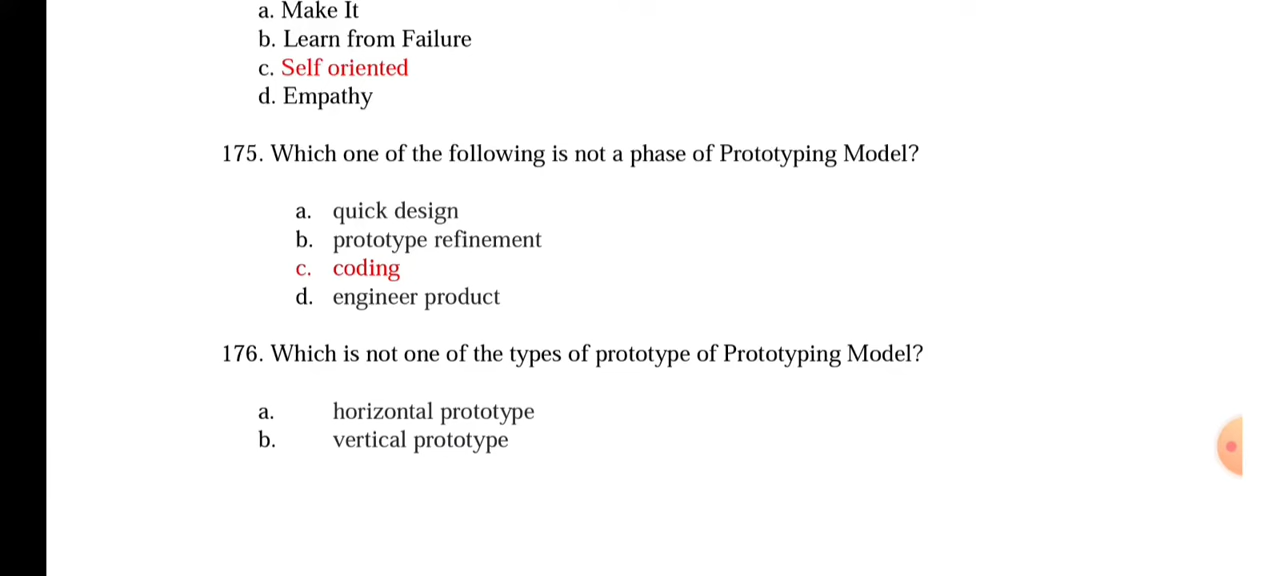 a. Make It
b. Learn from Failure
c. Self oriented
d. Empathy
175. Which one of the following is not a phase of Prototyping Model?
a. quick design
b. prototype refinement
c. coding
d. engineer product
176. Which is not one of the types of prototype of Prototyping Model?
a. horizontal prototype
b. vertical prototype